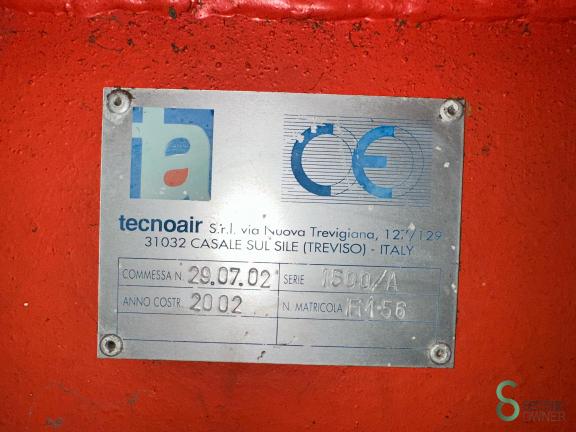 ta
CE
tecnoair S.r.l. via Nuova Trevigiana, 127/129
31032 CASALE SUL SILE (TREVISO) - ITALY
COMMESSA N. 29.07.02 SERIE 1500/A
ANNO COSTR. 2002 N. MATRICOLA
OWNER